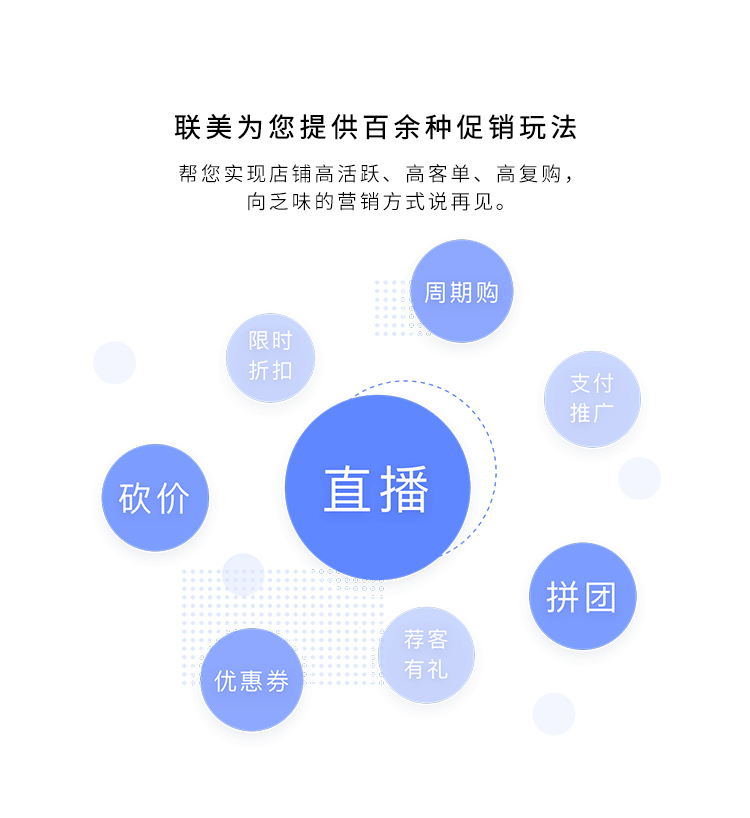 联美为您提供百余种促销玩法
帮您实现店铺高活跃、高客单、高复购，
向乏味的营销方式说再见。
周期购
限时
折扣
支付
推广
直播
砍价
拼团
荐客
有礼
优惠券